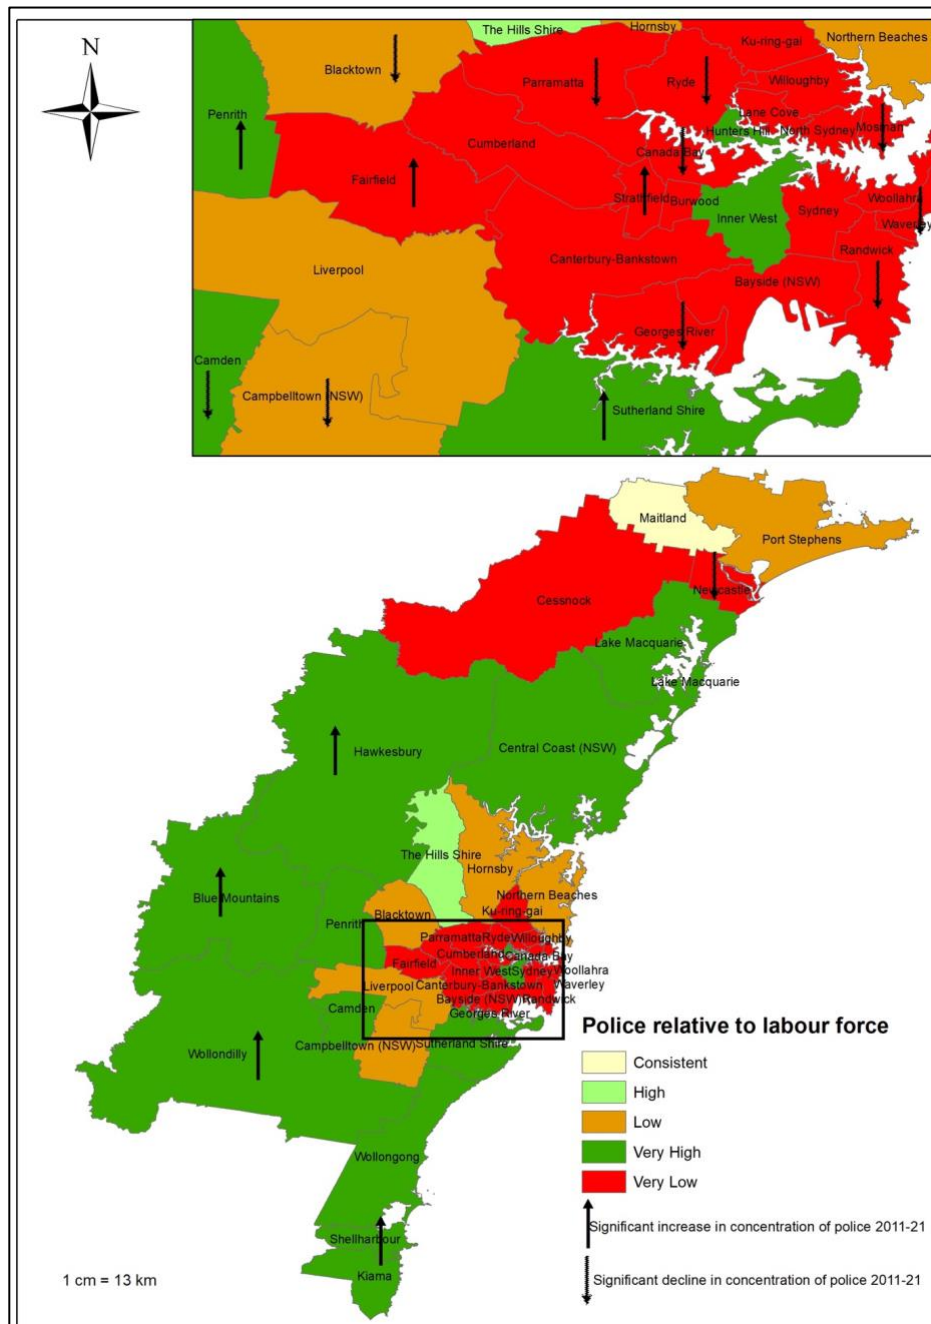 N
The Hills Shire
Hornsby
Northern Beaches
Ku-ring-gai
Blacktown
Parramatta
Ryde
Willoughby
Penrith
Lane Cove
Mosman
Hunters Hill
North Sydney
Cumberland
Canada Bay
Fairfield
Strathfield
Burwood
Woollahra
Inner West
Sydney
Waverley
Randwick
Canterbury-Bankstown
Liverpool
Bayside (NSW)
Georges River
Camden
Campbelltown (NSW)
Sutherland Shire
Maitland
Port Stephens
Newcastle
Cessnock
Lake Macquarie
Lake Macquarie
Central Coast (NSW)
Hawkesbury
The Hills Shire
Hornsby
Northern Beaches
Blue Mountains
Ku-ring-gai
Blacktown
Penrith
Parramatta
Ryde
Willoughby
Cumberland
Canada Bay
Fairfield
Inner West
Sydney
Woollahra
Liverpool
Canterbury-Bankstown
Waverley
Bayside (NSW)
Randwick
Camden
Georges River
Campbelltown (NSW)
Sutherland Shire
Wollondilly
Wollongong
Shellharbour
Kiama
Police relative to labour force
Consistent
High
Low
Very High
Very Low
Significant increase in concentration of police 2011-21
Significant decline in concentration of police 2011-21
1 cm = 13 km